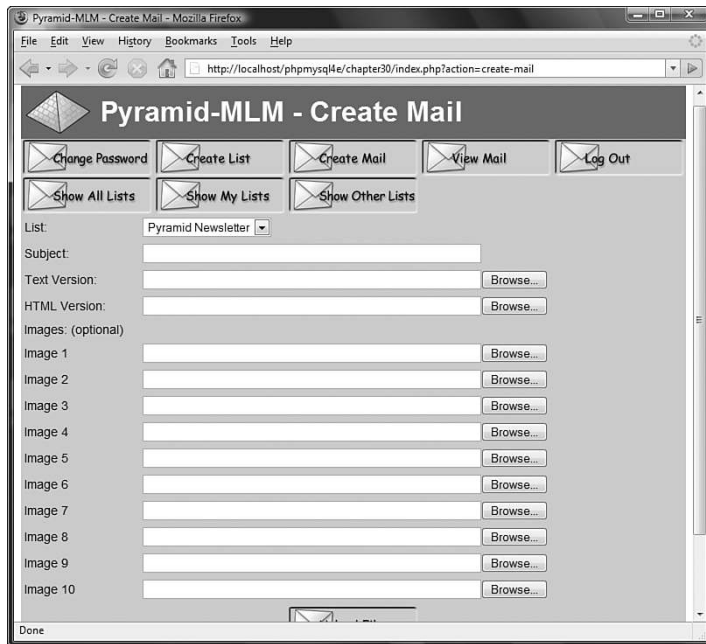 Pyramid-MLM - Create Mail - Mozilla Firefox
File Edit View History Bookmarks Tools Help
http://localhost/phpmysql4e/chapter30/index.php?action=create-mail
Pyramid-MLM - Create Mail
Change Password Create List Create Mail View Mail Log Out
Show All Lists Show My Lists Show Other Lists
List: Pyramid Newsletter
Subject:
Text Version: Browse...
HTML Version: Browse...
Images: (optional)
Image 1 Browse...
Image 2 Browse...
Image 3 Browse...
Image 4 Browse...
Image 5 Browse...
Image 6 Browse...
Image 7 Browse...
Image 8 Browse...
Image 9 Browse...
Image 10 Browse...
Done